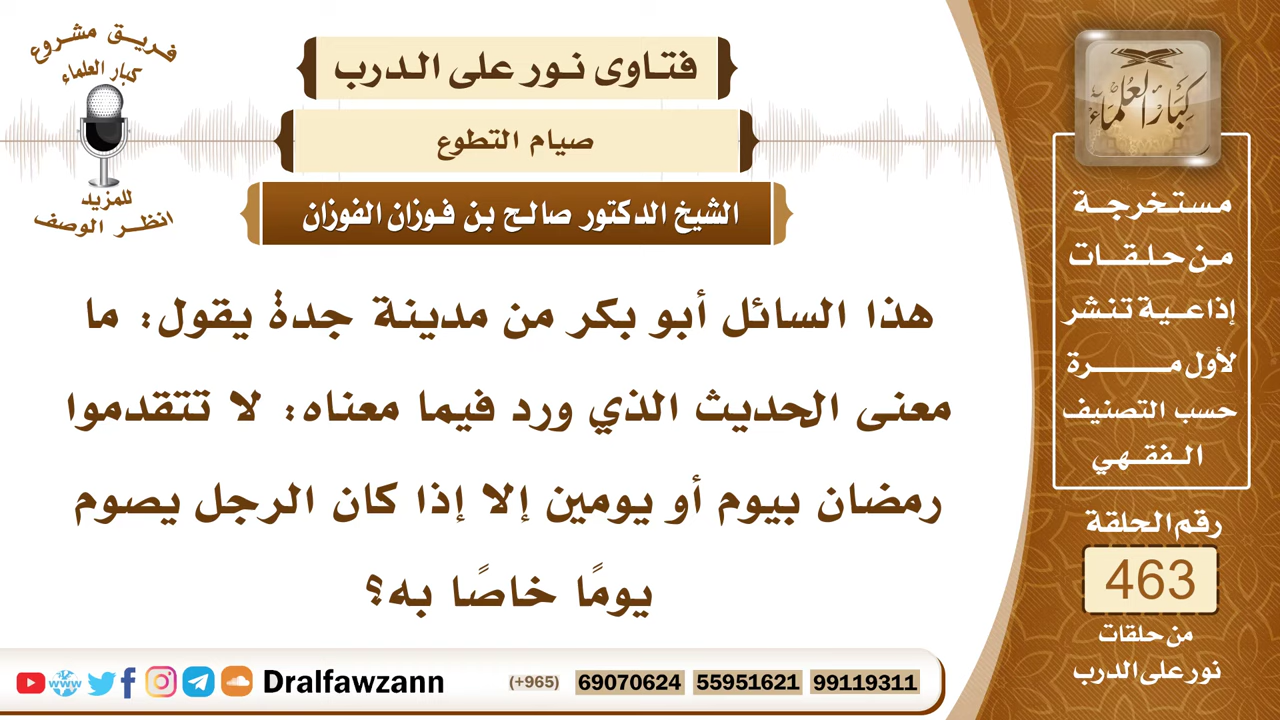 فريق مشروع
كبار العلماء
للمزيد
انظر الوصف
فتاوى نور على الدرب
صيام التطوع
الشيخ الدكتور صالح بن فوزان الفوزان
هذا السائل أبو بكر من مدينة جدة يقول: ما
معنى الحديث الذي ورد فيما معناه: لا تتقدموا
رمضان بيوم أو يومين إلا إذا كان الرجل يصوم
يومًا خاصًا به؟
كبار العلماء
مستخرجة
من حلقات
إذاعية تنشر
لأول مرة
حسب التصنيف
الفقهي
رقم الحلقة
463
من حلقات
نور على الدرب
www Dralfawzann (+965) 69070624 55951621 99119311